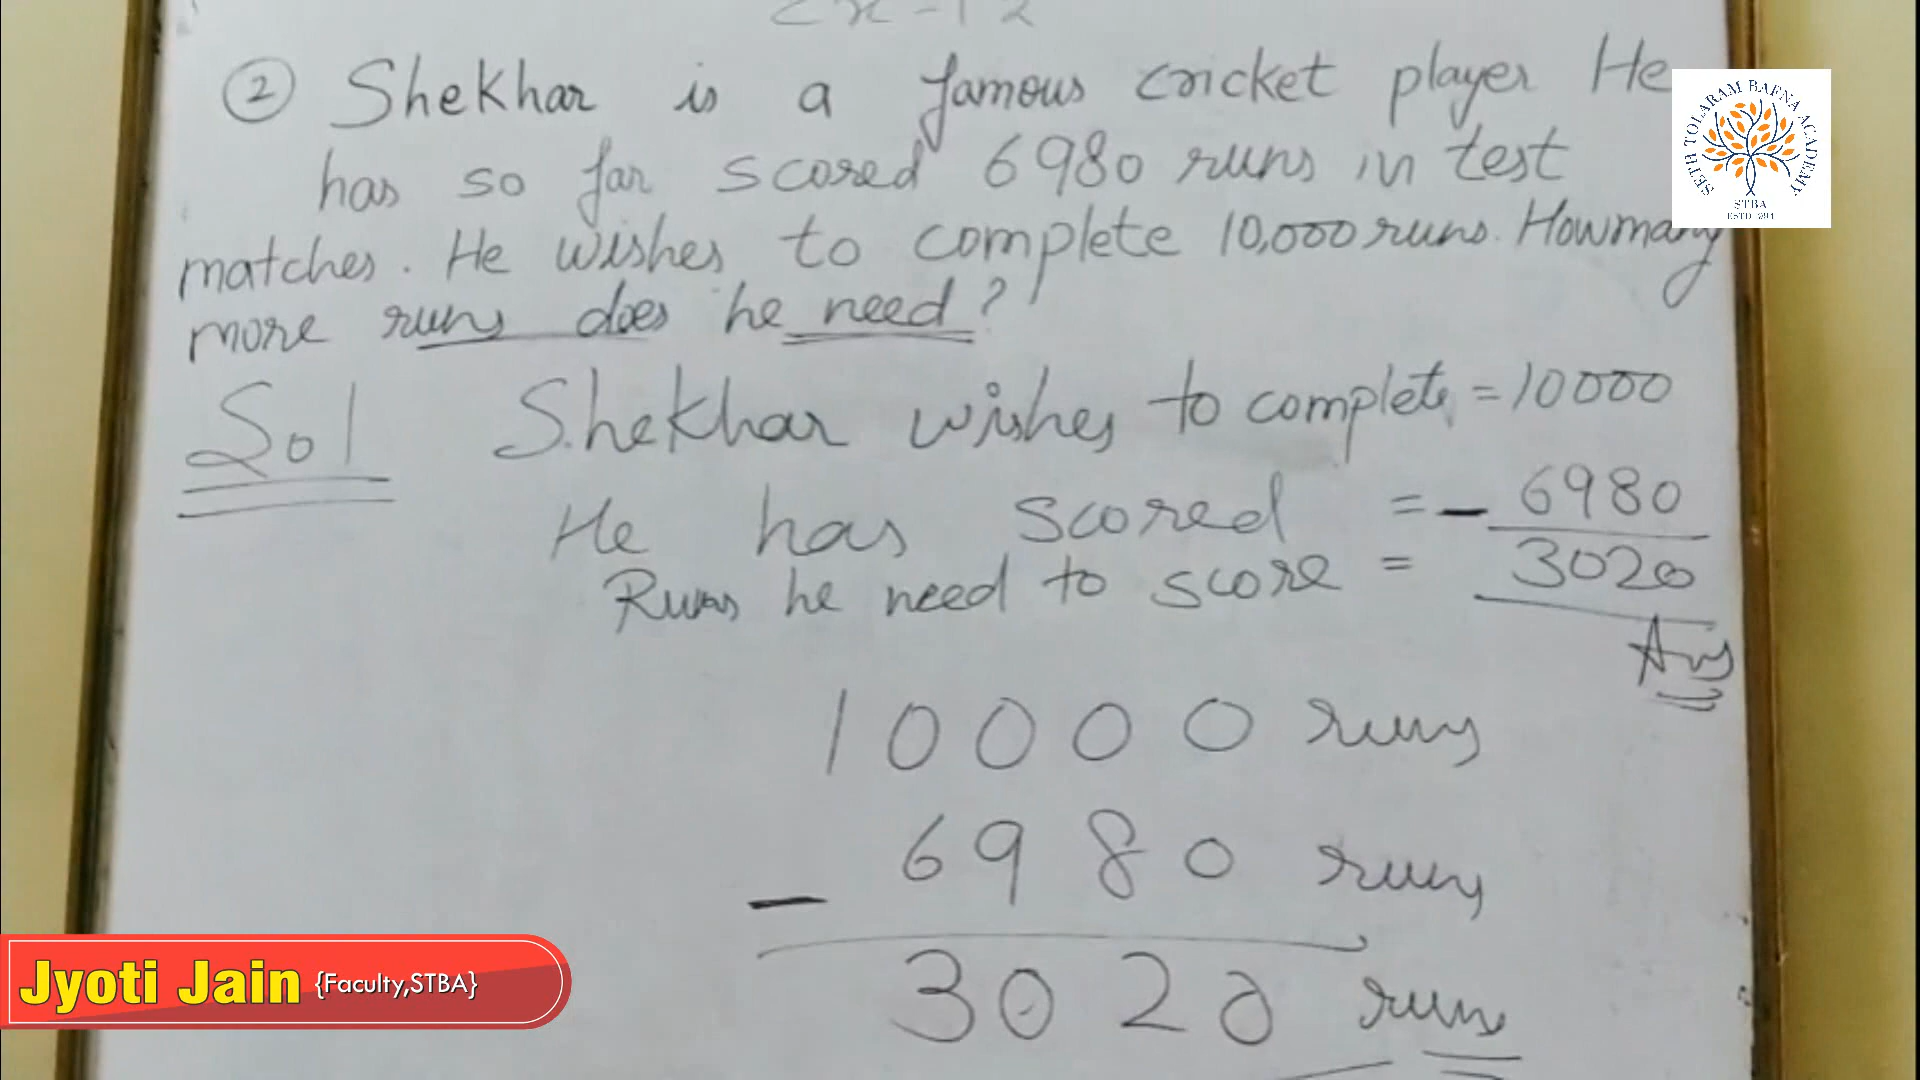 ② Shekhar is a famous cricket player He
has so far scored 6980 runs in test
matches. He wishes to complete 10,000 runs. How many
more runs does he need?
Sol Shekhar wishes to complete = 10000
He has scored = - 6980
Runs he need to score = 3020
Ans
10000 runs
- 6980 runs
3020 runs
SETH TOLARAM BAFNA ACADEMY
STBA
Jyoti Jain {Faculty,STBA}